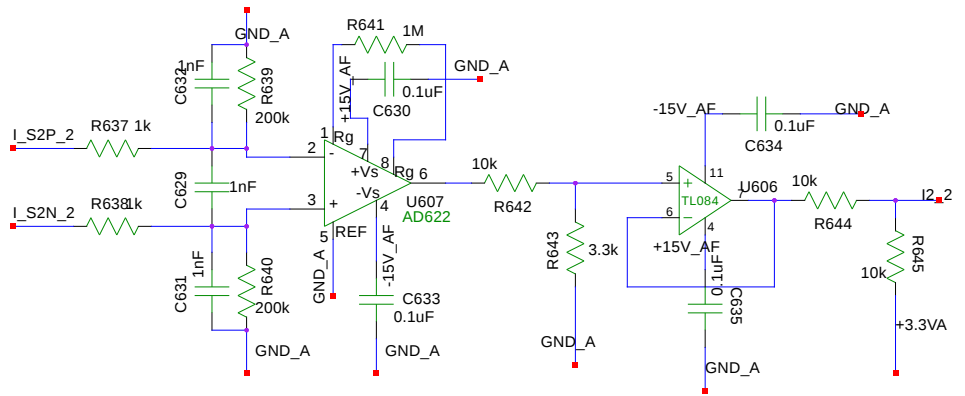 GND_A
1nF
C632
R639
200k
I_S2P_2
R637 1k
C629
1nF
I_S2N_2
R638
1k
1nF
C631
R640
200k
GND_A
R641
1M
+15V_AF
C630
0.1uF
GND_A
1
Rg
2
-
7
+Vs
8
Rg
6
-Vs
3
+
4
U607
AD622
5
REF
GND_A
-15V_AF
C633
0.1uF
GND_A
10k
R642
R643
3.3k
GND_A
-15V_AF
0.1uF
C634
GND_A
11
5
+
TL084
7
U606
6
-
4
+15V_AF
0.1uF
C635
GND_A
10k
R644
I2_2
R645
10k
+3.3VA